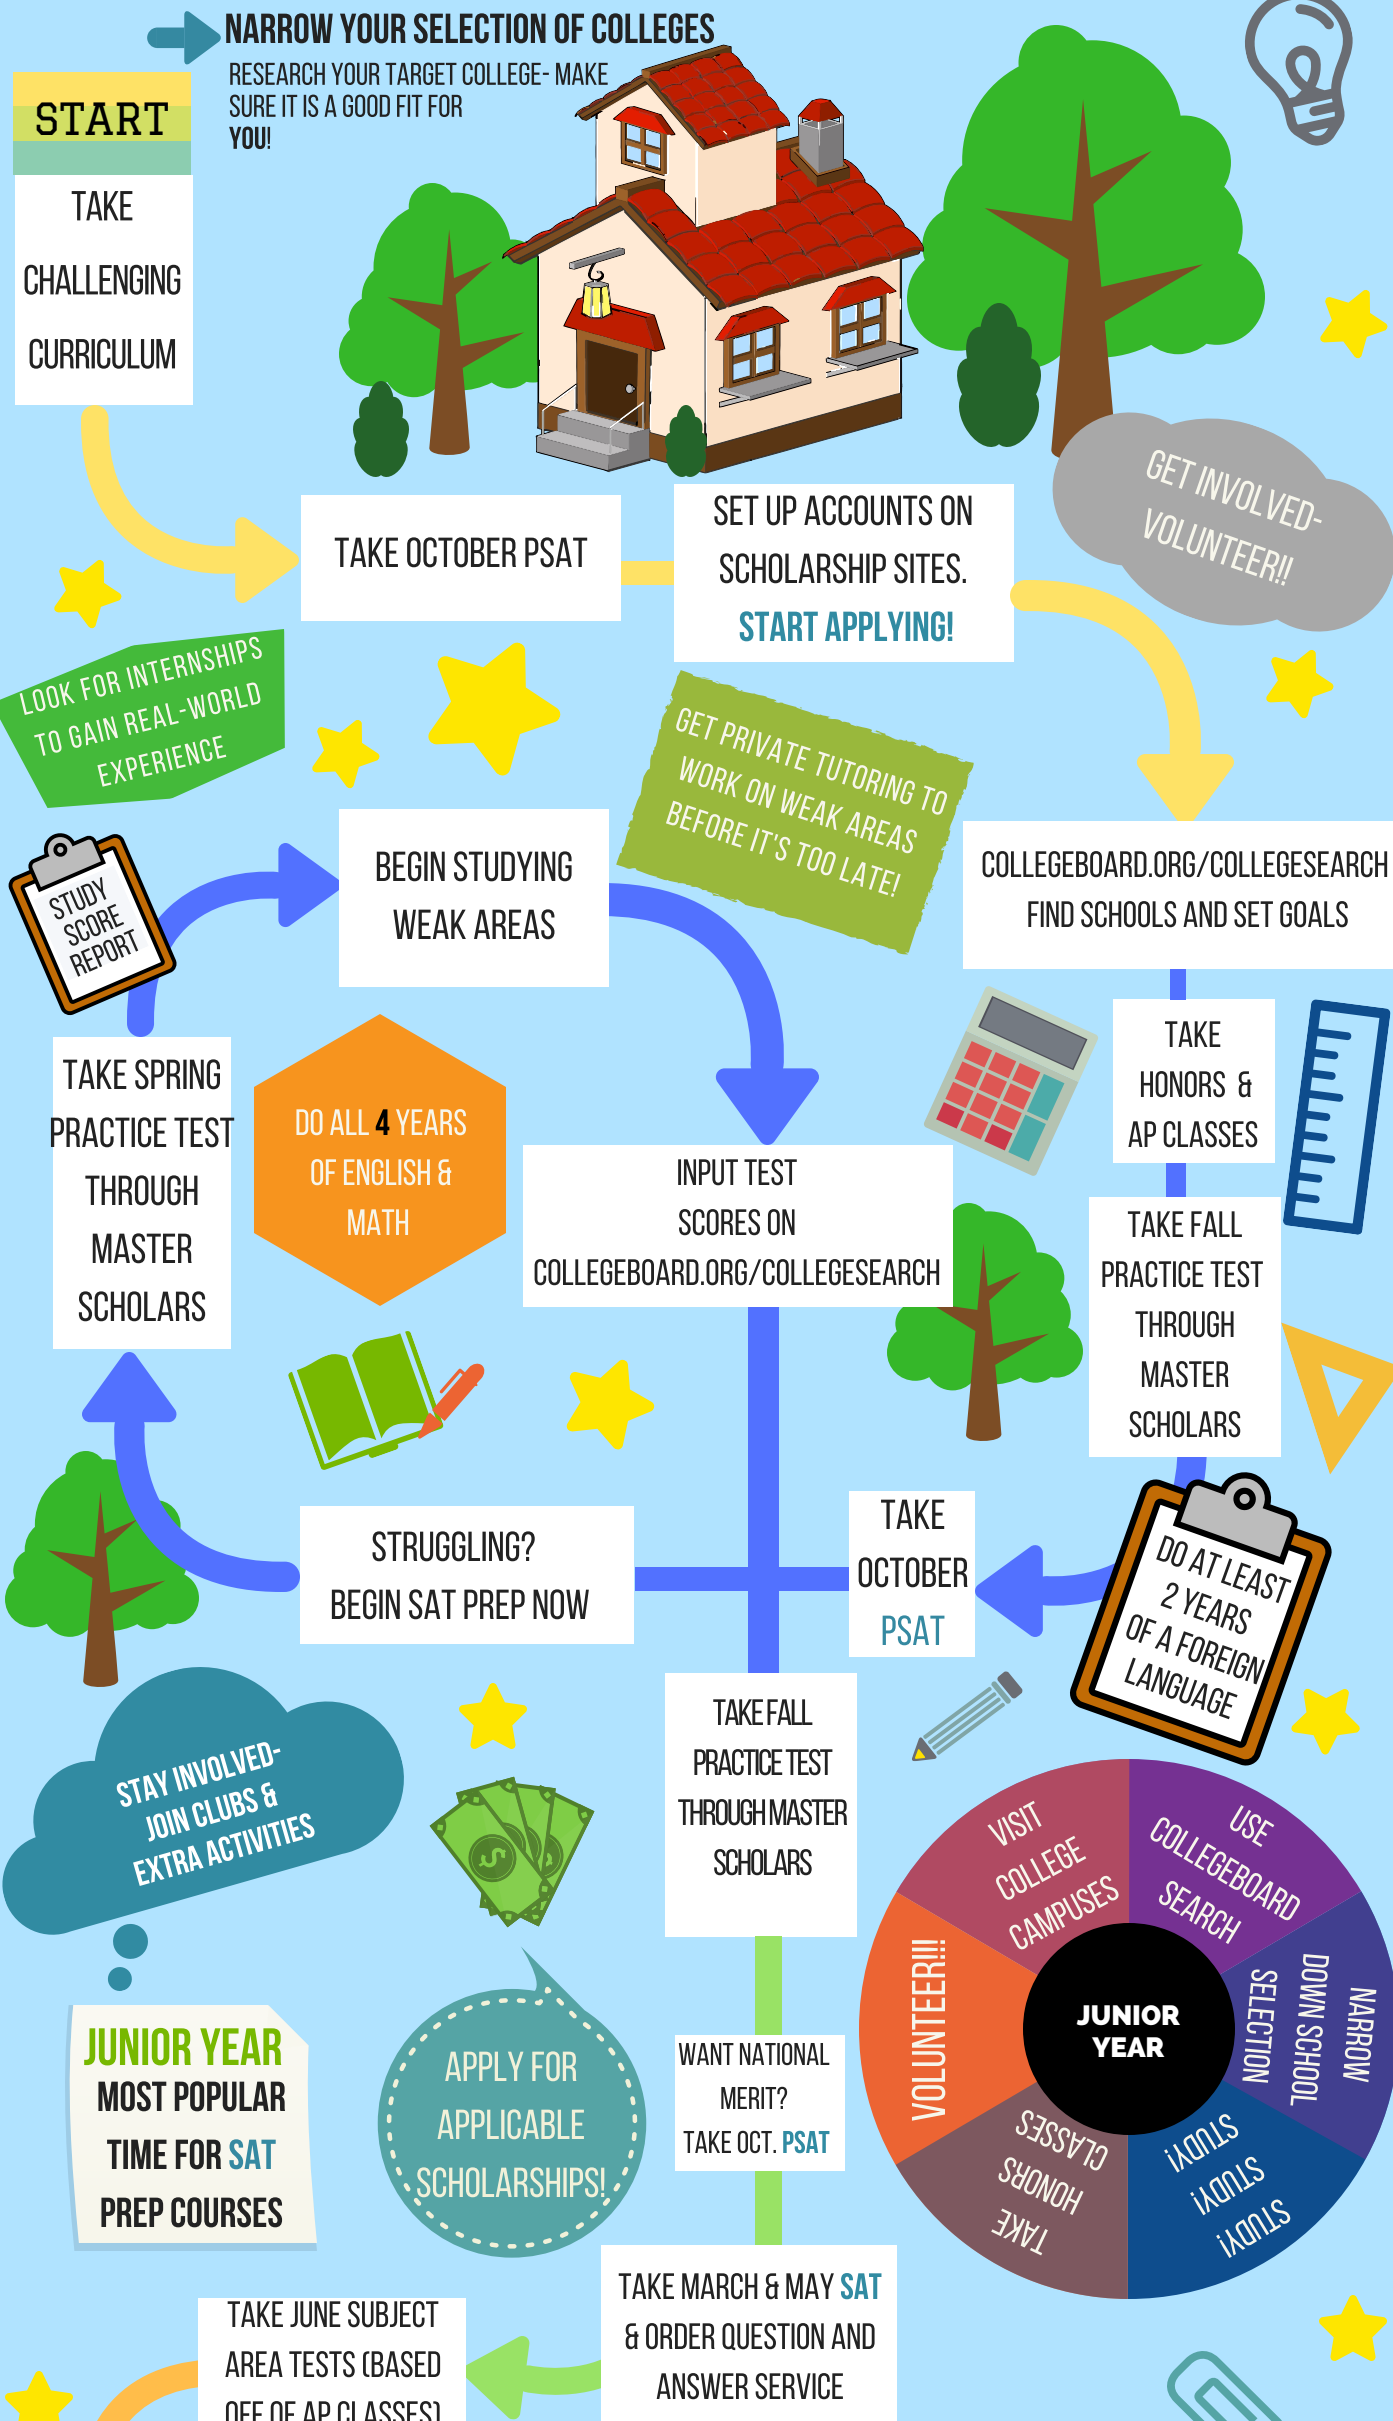 NARROW YOUR SELECTION OF COLLEGES
RESEARCH YOUR TARGET COLLEGE- MAKE
SURE IT IS A GOOD FIT FOR
YOU!
START
TAKE
CHALLENGING
CURRICULUM
TAKE OCTOBER PSAT
SET UP ACCOUNTS ON
SCHOLARSHIP SITES.
START APPLYING!
GET INVOLVED-
VOLUNTEER!!
LOOK FOR INTERNSHIPS
TO GAIN REAL-WORLD
EXPERIENCE
GET PRIVATE TUTORING TO
WORK ON WEAK AREAS
BEFORE IT'S TOO LATE!
COLLEGEBOARD.ORG/COLLEGESEARCH
FIND SCHOOLS AND SET GOALS
STUDY
SCORE
REPORT
BEGIN STUDYING
WEAK AREAS
TAKE
HONORS &
AP CLASSES
TAKE SPRING
PRACTICE TEST
THROUGH
MASTER
SCHOLARS
DO ALL 4 YEARS
OF ENGLISH &
MATH
INPUT TEST
SCORES ON
COLLEGEBOARD.ORG/COLLEGESEARCH
TAKE FALL
PRACTICE TEST
THROUGH
MASTER
SCHOLARS
STRUGGLING?
BEGIN SAT PREP NOW
TAKE
OCTOBER
PSAT
DO AT LEAST
2 YEARS
OF A FOREIGN
LANGUAGE
STAY INVOLVED-
JOIN CLUBS &
EXTRA ACTIVITIES
TAKE FALL
PRACTICE TEST
THROUGH MASTER
SCHOLARS
VISIT
COLLEGE
CAMPUSES
USE
COLLEGEBOARD
SEARCH
NARROW
DOWN SCHOOL
SELECTION
STUDY!
STUDY!
STUDY!
TAKE
HONORS
CLASSES
VOLUNTEER!!!
JUNIOR
YEAR
JUNIOR YEAR
MOST POPULAR
TIME FOR SAT
PREP COURSES
APPLY FOR
APPLICABLE
SCHOLARSHIPS!
WANT NATIONAL
MERIT?
TAKE OCT. PSAT
TAKE MARCH & MAY SAT
& ORDER QUESTION AND
ANSWER SERVICE
TAKE JUNE SUBJECT
AREA TESTS (BASED
OFF OF AP CLASSES)